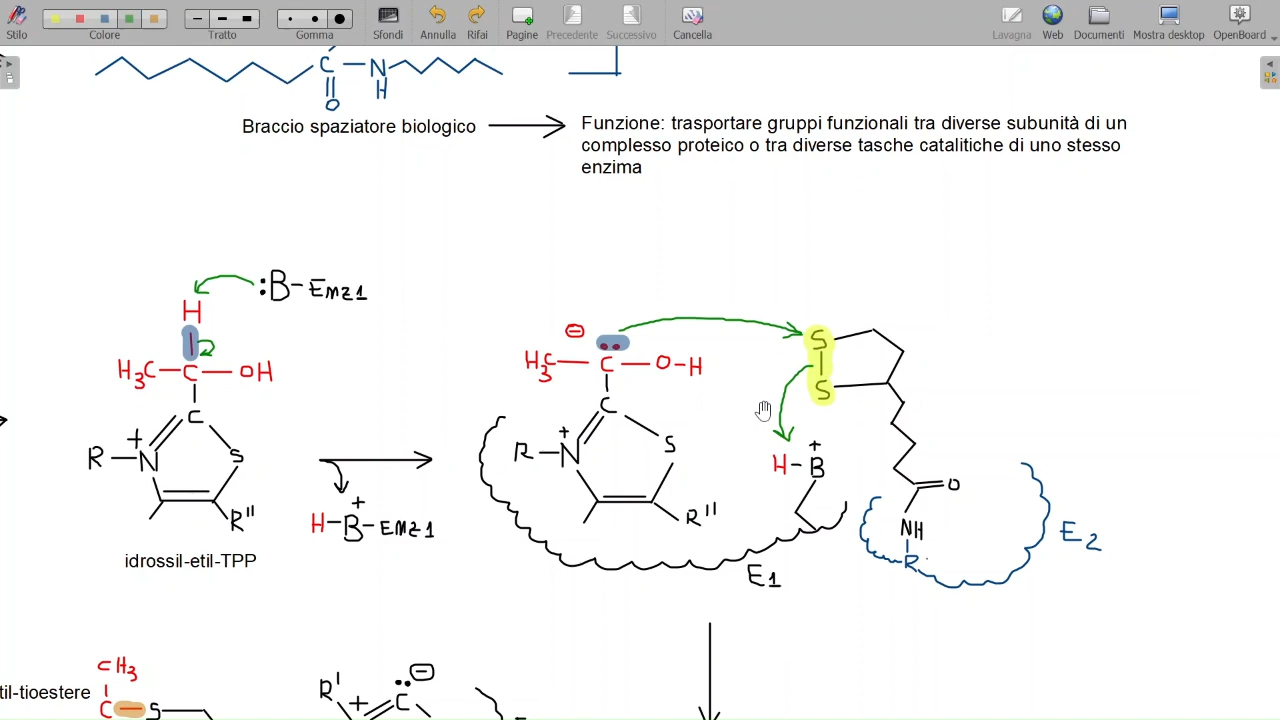 Stilo
Colore
Tratto
Gomma
Sfondi
Annulla
Rifai
Pagine
Precedente
Successivo
Cancella
Lavagna
Web
Documenti
Mostra desktop
OpenBoard
C N
H
O
Braccio spaziatore biologico
Funzione: trasportare gruppi funzionali tra diverse subunità di un
complesso proteico o tra diverse tasche catalitiche di uno stesso
enzima
:B-Enz1
H
H3C C OH
C
R N + S
R"
idrossil-etil-TPP
+
H-B-Enz1
⊖
H3C C O-H
C
R N + S
R"
E1
S
S
+
H-B
O
NH
R
E2
CH3
til-tioestere
C S
R' + C ⊖